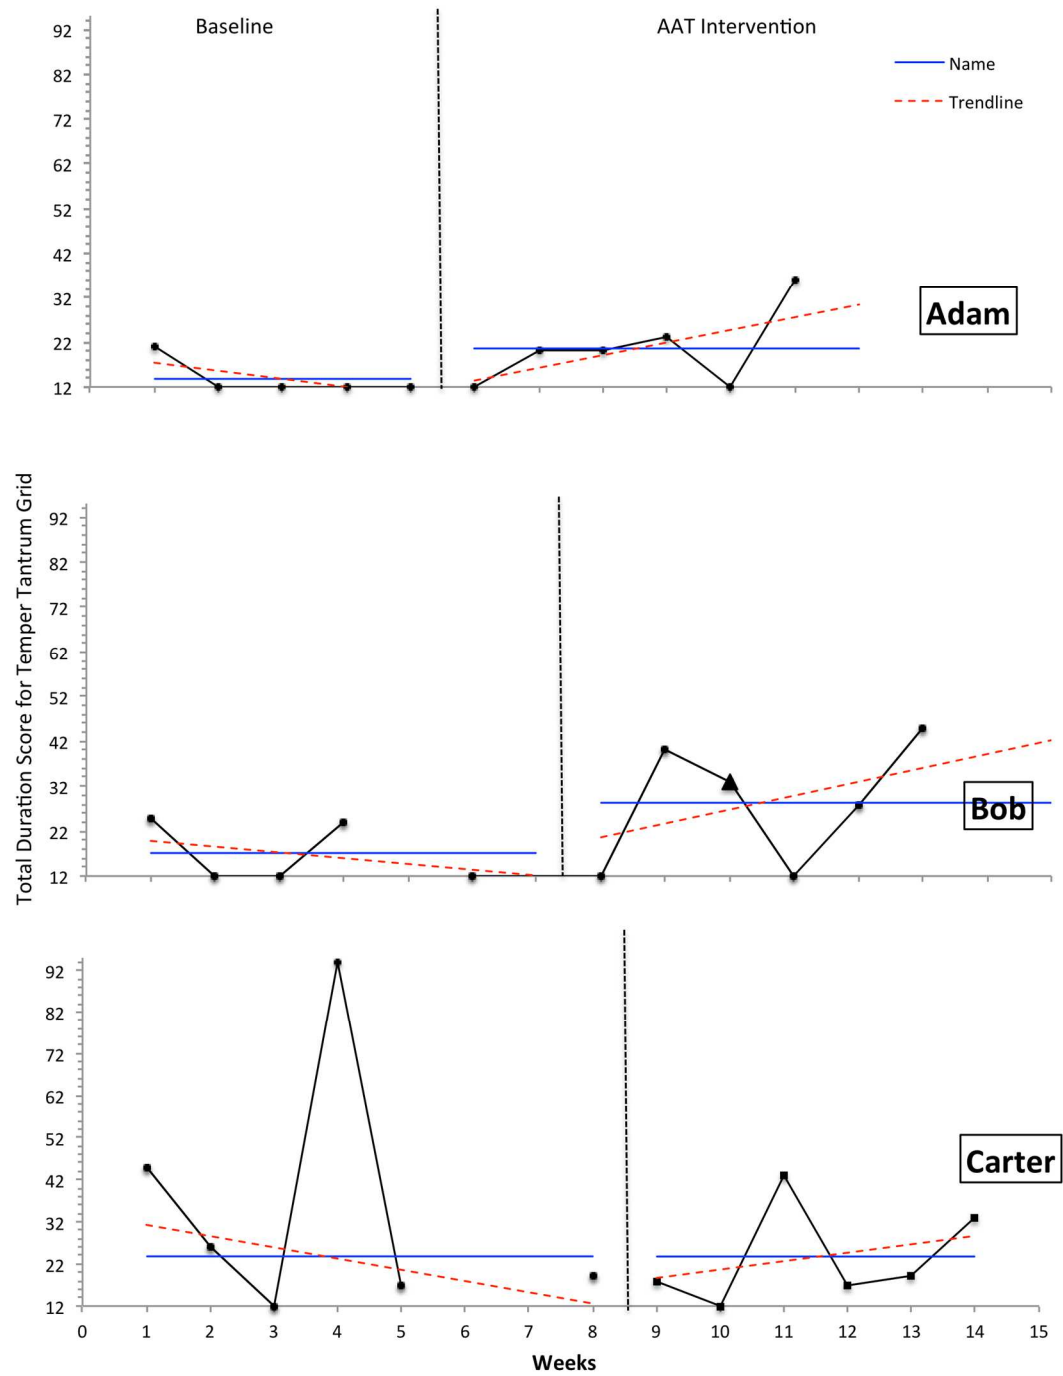 Baseline
AAT Intervention
Name
Trendline
92
82
72
62
52
42
32
22
12
Adam
Total Duration Score for Temper Tantrum Grid
92
82
72
62
52
42
32
22
12
Bob
92
82
72
62
52
42
32
22
12
Carter
0 1 2 3 4 5 6 7 8 9 10 11 12 13 14 15
Weeks